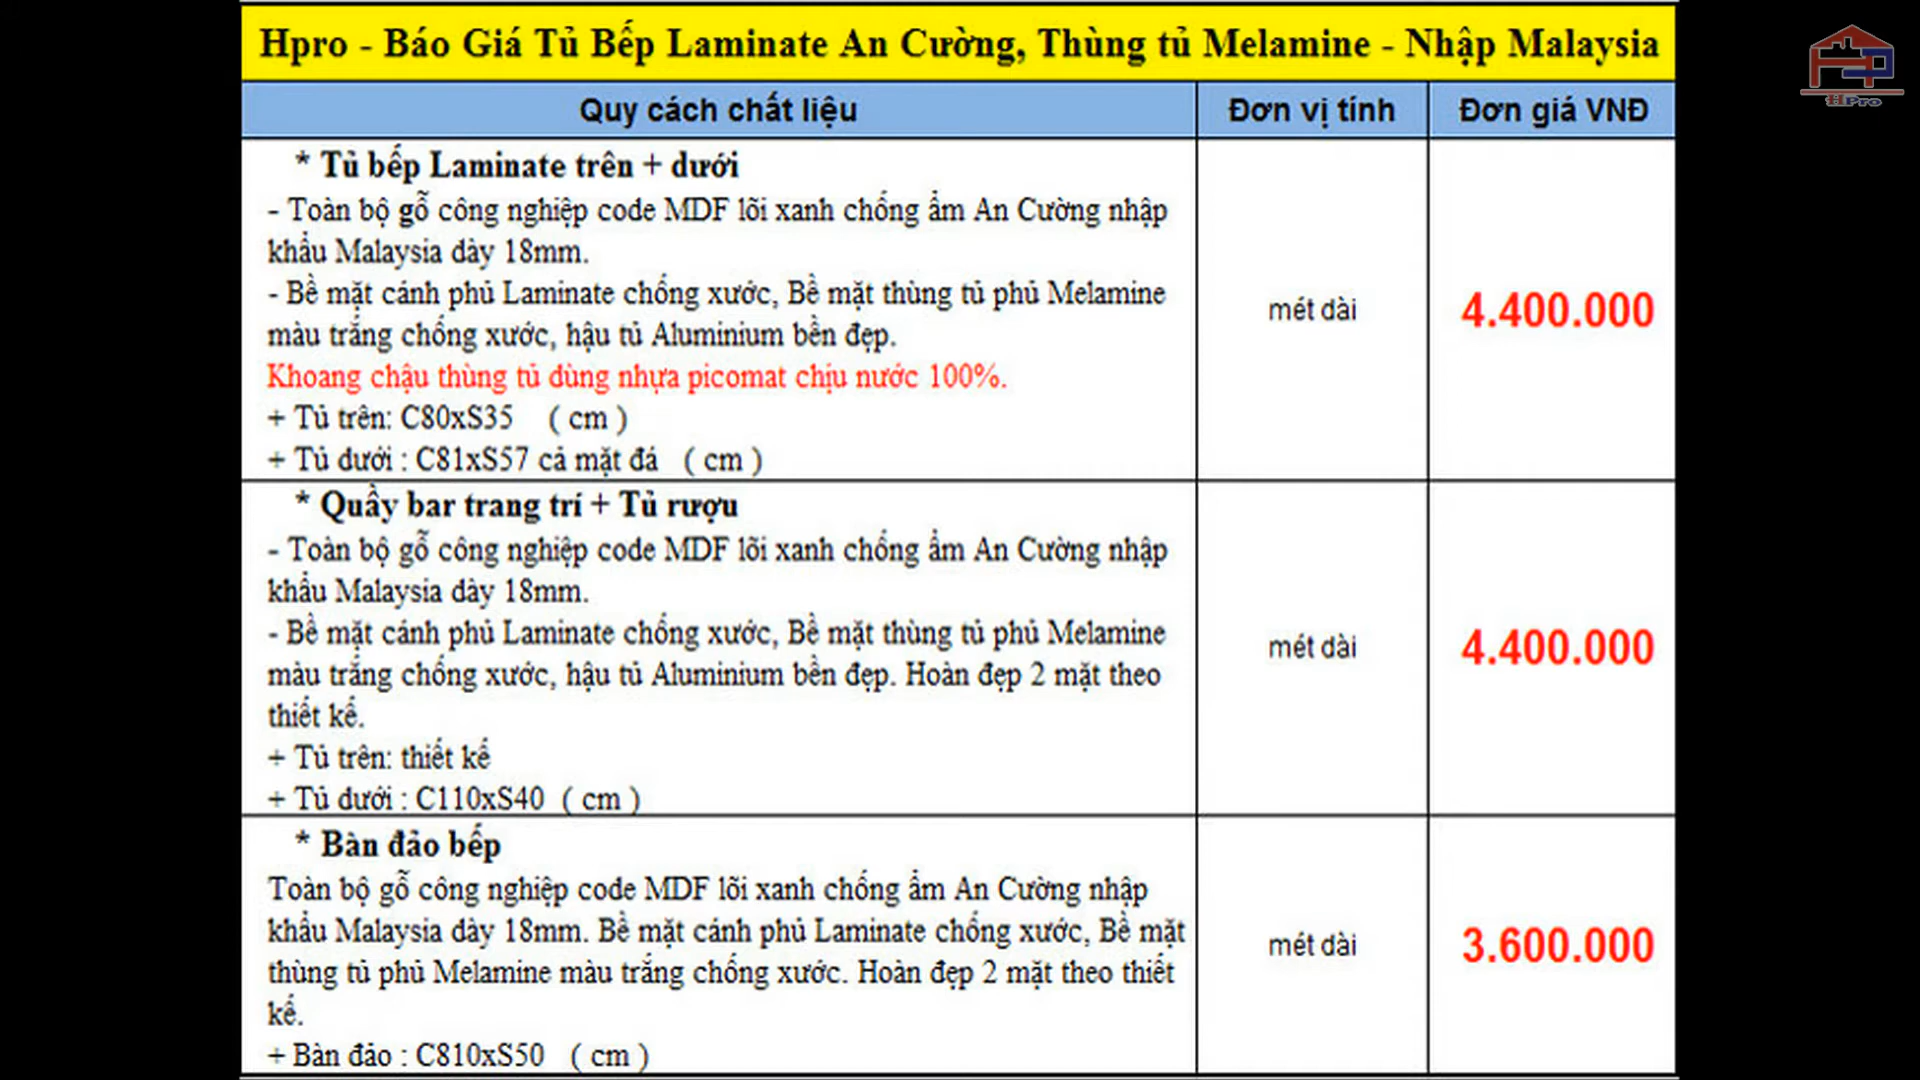 Hpro - Báo Giá Tủ Bếp Laminate An Cường, Thùng tủ Melamine - Nhập Malaysia
HPro
Quy cách chất liệu
Đơn vị tính
Đơn giá VNĐ
* Tủ bếp Laminate trên + dưới
- Toàn bộ gỗ công nghiệp code MDF lõi xanh chống ẩm An Cường nhập
khẩu Malaysia dày 18mm.
- Bề mặt cánh phủ Laminate chống xước, Bề mặt thùng tủ phủ Melamine
màu trắng chống xước, hậu tủ Aluminium bền đẹp.
Khoang chậu thùng tủ dùng nhựa picomat chịu nước 100%.
+ Tủ trên: C80xS35 ( cm )
+ Tủ dưới : C81xS57 cả mặt đá ( cm )
mét dài
4.400.000
* Quầy bar trang trí + Tủ rượu
- Toàn bộ gỗ công nghiệp code MDF lõi xanh chống ẩm An Cường nhập
khẩu Malaysia dày 18mm.
- Bề mặt cánh phủ Laminate chống xước, Bề mặt thùng tủ phủ Melamine
màu trắng chống xước, hậu tủ Aluminium bền đẹp. Hoàn đẹp 2 mặt theo
thiết kế.
+ Tủ trên: thiết kế
+ Tủ dưới : C110xS40 ( cm )
mét dài
4.400.000
* Bàn đảo bếp
Toàn bộ gỗ công nghiệp code MDF lõi xanh chống ẩm An Cường nhập
khẩu Malaysia dày 18mm. Bề mặt cánh phủ Laminate chống xước, Bề mặt
thùng tủ phủ Melamine màu trắng chống xước. Hoàn đẹp 2 mặt theo thiết
kế.
+ Bàn đảo : C810xS50 ( cm )
mét dài
3.600.000